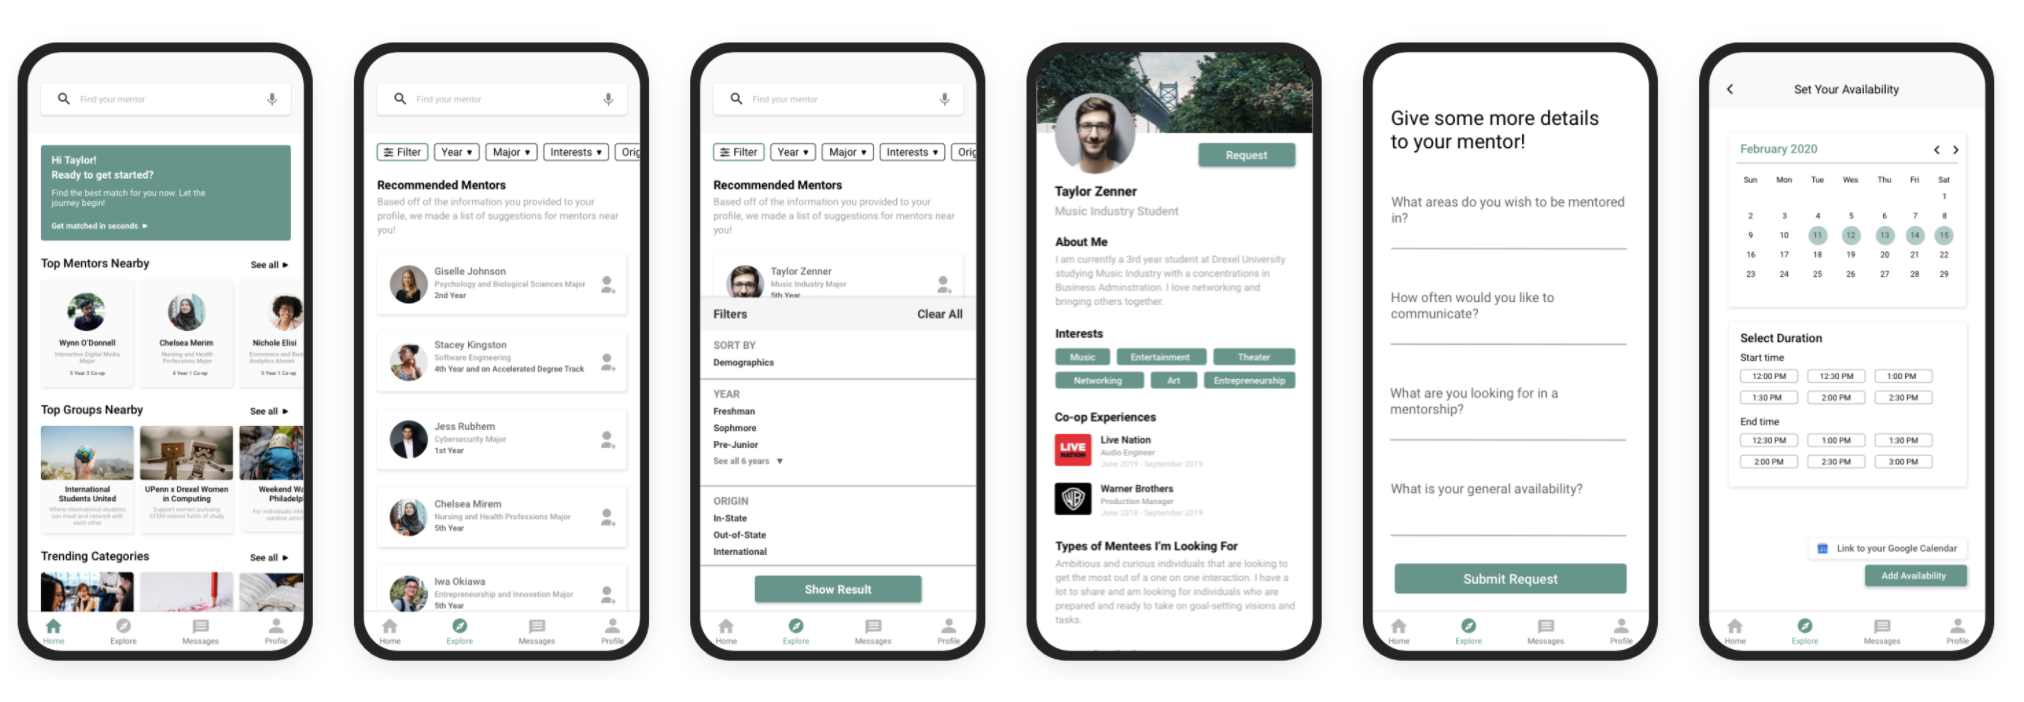 Find your mentor
Hi Taylor!
Ready to get started?
Find the best match for you now. Let the
journey begin!
Get matched in seconds ►
Top Mentors Nearby
See all ►
Wynn O'Donnell
Interactive Digital Media
Major
5 Year 3 Co-op
Chelsea Merim
Nursing and Health
Professions Major
4 Year 1 Co-op
Nichole Elisi
Economics and Bus
Analytics Alumni
5 Year 1 Co-op
Top Groups Nearby
See all ►
International
Students United
Where international students
can meet and network with
each other
UPenn x Drexel Women
in Computing
Support women pursuing
STEM-related fields of study
Weekend Wa
Philadelp
For individuals inte
outdoor activi
Trending Categories
See all ►
Home
Explore
Messages
Profile
Find your mentor
Filter
Year ▾
Major ▾
Interests ▾
Orig
Recommended Mentors
Based off of the information you provided to your
profile, we made a list of suggestions for mentors near
you!
Giselle Johnson
Psychology and Biological Sciences Major
2nd Year
Stacey Kingston
Software Engineering
4th Year and on Accelerated Degree Track
Jess Rubhem
Cybersecurity Major
1st Year
Chelsea Mirem
Nursing and Health Professions Major
5th Year
Iwa Okiawa
Entrepreneurship and Innovation Major
5th Year
Home
Explore
Messages
Profile
Find your mentor
Filter
Year ▾
Major ▾
Interests ▾
Orig
Recommended Mentors
Based off of the information you provided to your
profile, we made a list of suggestions for mentors near
you!
Taylor Zenner
Music Industry Major
5th Year
Filters
Clear All
SORT BY
Demographics
YEAR
Freshman
Sophmore
Pre-Junior
See all 6 years ▼
ORIGIN
In-State
Out-of-State
International
Show Result
Home
Explore
Messages
Profile
Request
Taylor Zenner
Music Industry Student
About Me
I am currently a 3rd year student at Drexel University
studying Music Industry with a concentrations in
Business Adminstration. I love networking and
bringing others together.
Interests
Music
Entertainment
Theater
Networking
Art
Entrepreneurship
Co-op Experiences
LIVE
NATION
Live Nation
Audio Engineer
June 2019 - September 2019
WB
Warner Brothers
Production Manager
June 2018 - September 2019
Types of Mentees I'm Looking For
Ambitious and curious individuals that are looking to
get the most out of a one on one interaction. I have a
lot to share and am looking for individuals who are
prepared and ready to take on goal-setting visions and
tasks.
Give some more details
to your mentor!
What areas do you wish to be mentored
in?
How often would you like to
communicate?
What are you looking for in a
mentorship?
What is your general availability?
Submit Request
Home
Explore
Messages
Profile
Set Your Availability
February 2020
Sun Mon Tue Wes Thu Fri Sat
1
2 3 4 5 6 7 8
9 10 11 12 13 14 15
16 17 18 19 20 21 22
23 24 25 26 27 28 29
Select Duration
Start time
12:00 PM 12:30 PM 1:00 PM
1:30 PM 2:00 PM 2:30 PM
End time
12:30 PM 1:00 PM 1:30 PM
2:00 PM 2:30 PM 3:00 PM
Link to your Google Calendar
Add Availability
Home
Explore
Messages
Profile